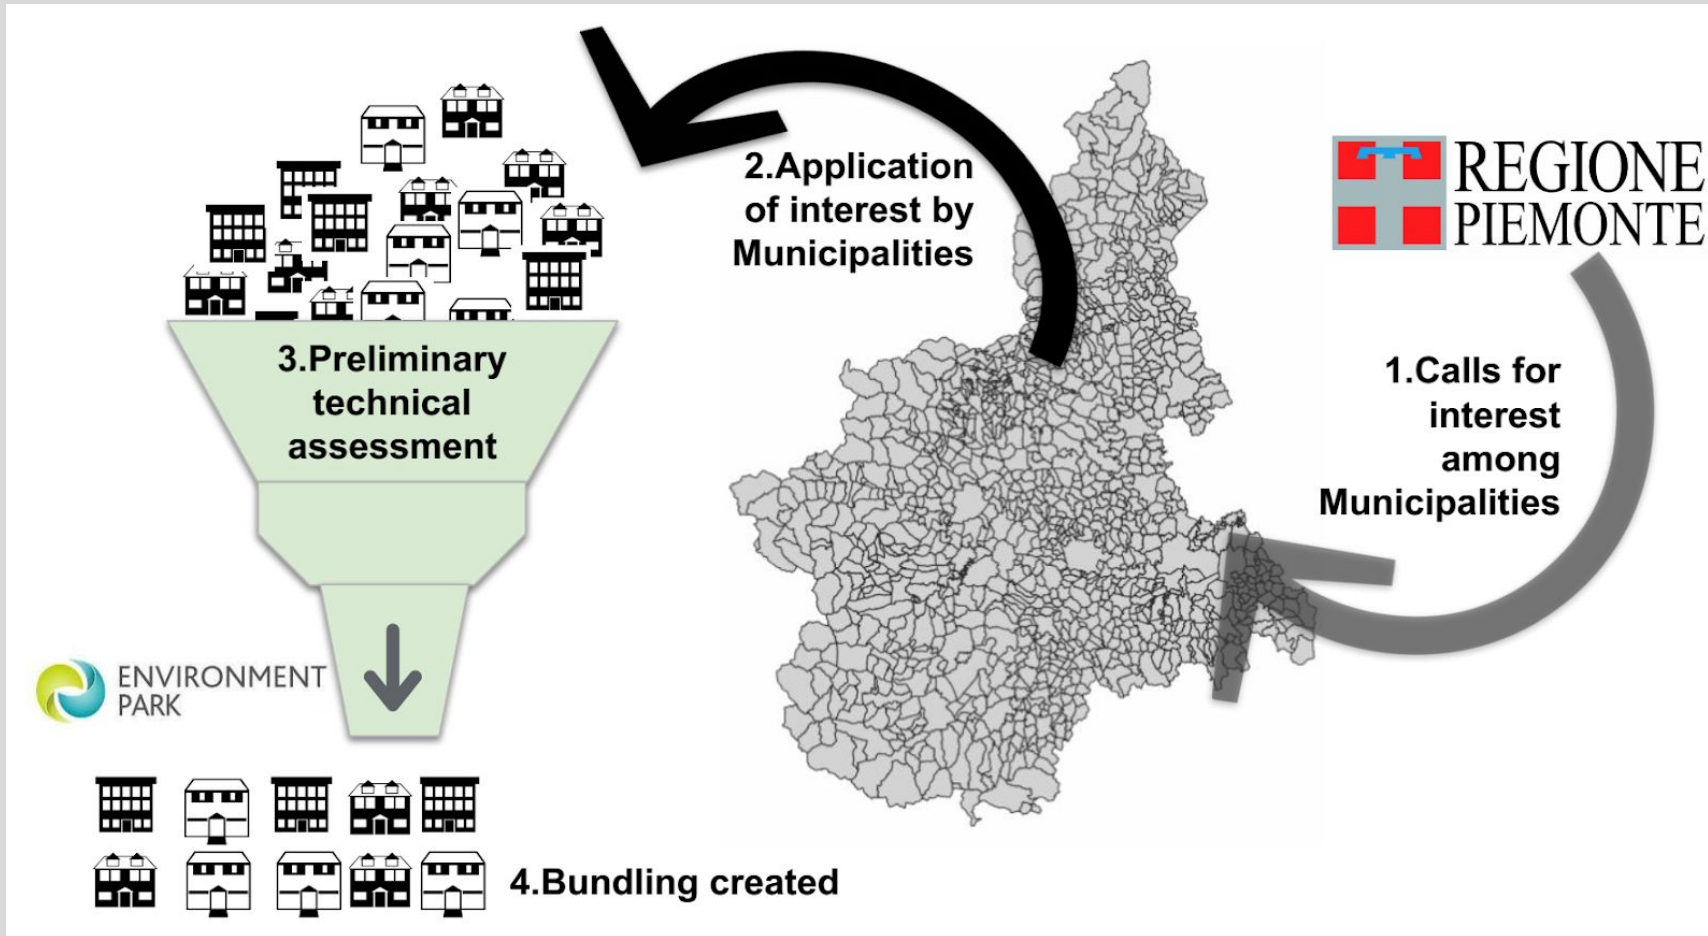 REGIONE
PIEMONTE
1.Calls for
interest
among
Municipalities
2.Application
of interest by
Municipalities
3.Preliminary
technical
assessment
ENVIRONMENT
PARK
4.Bundling created